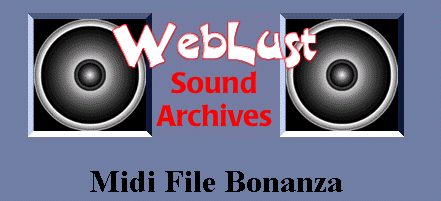 WebLust
Sound
Archives
Midi File Bonanza